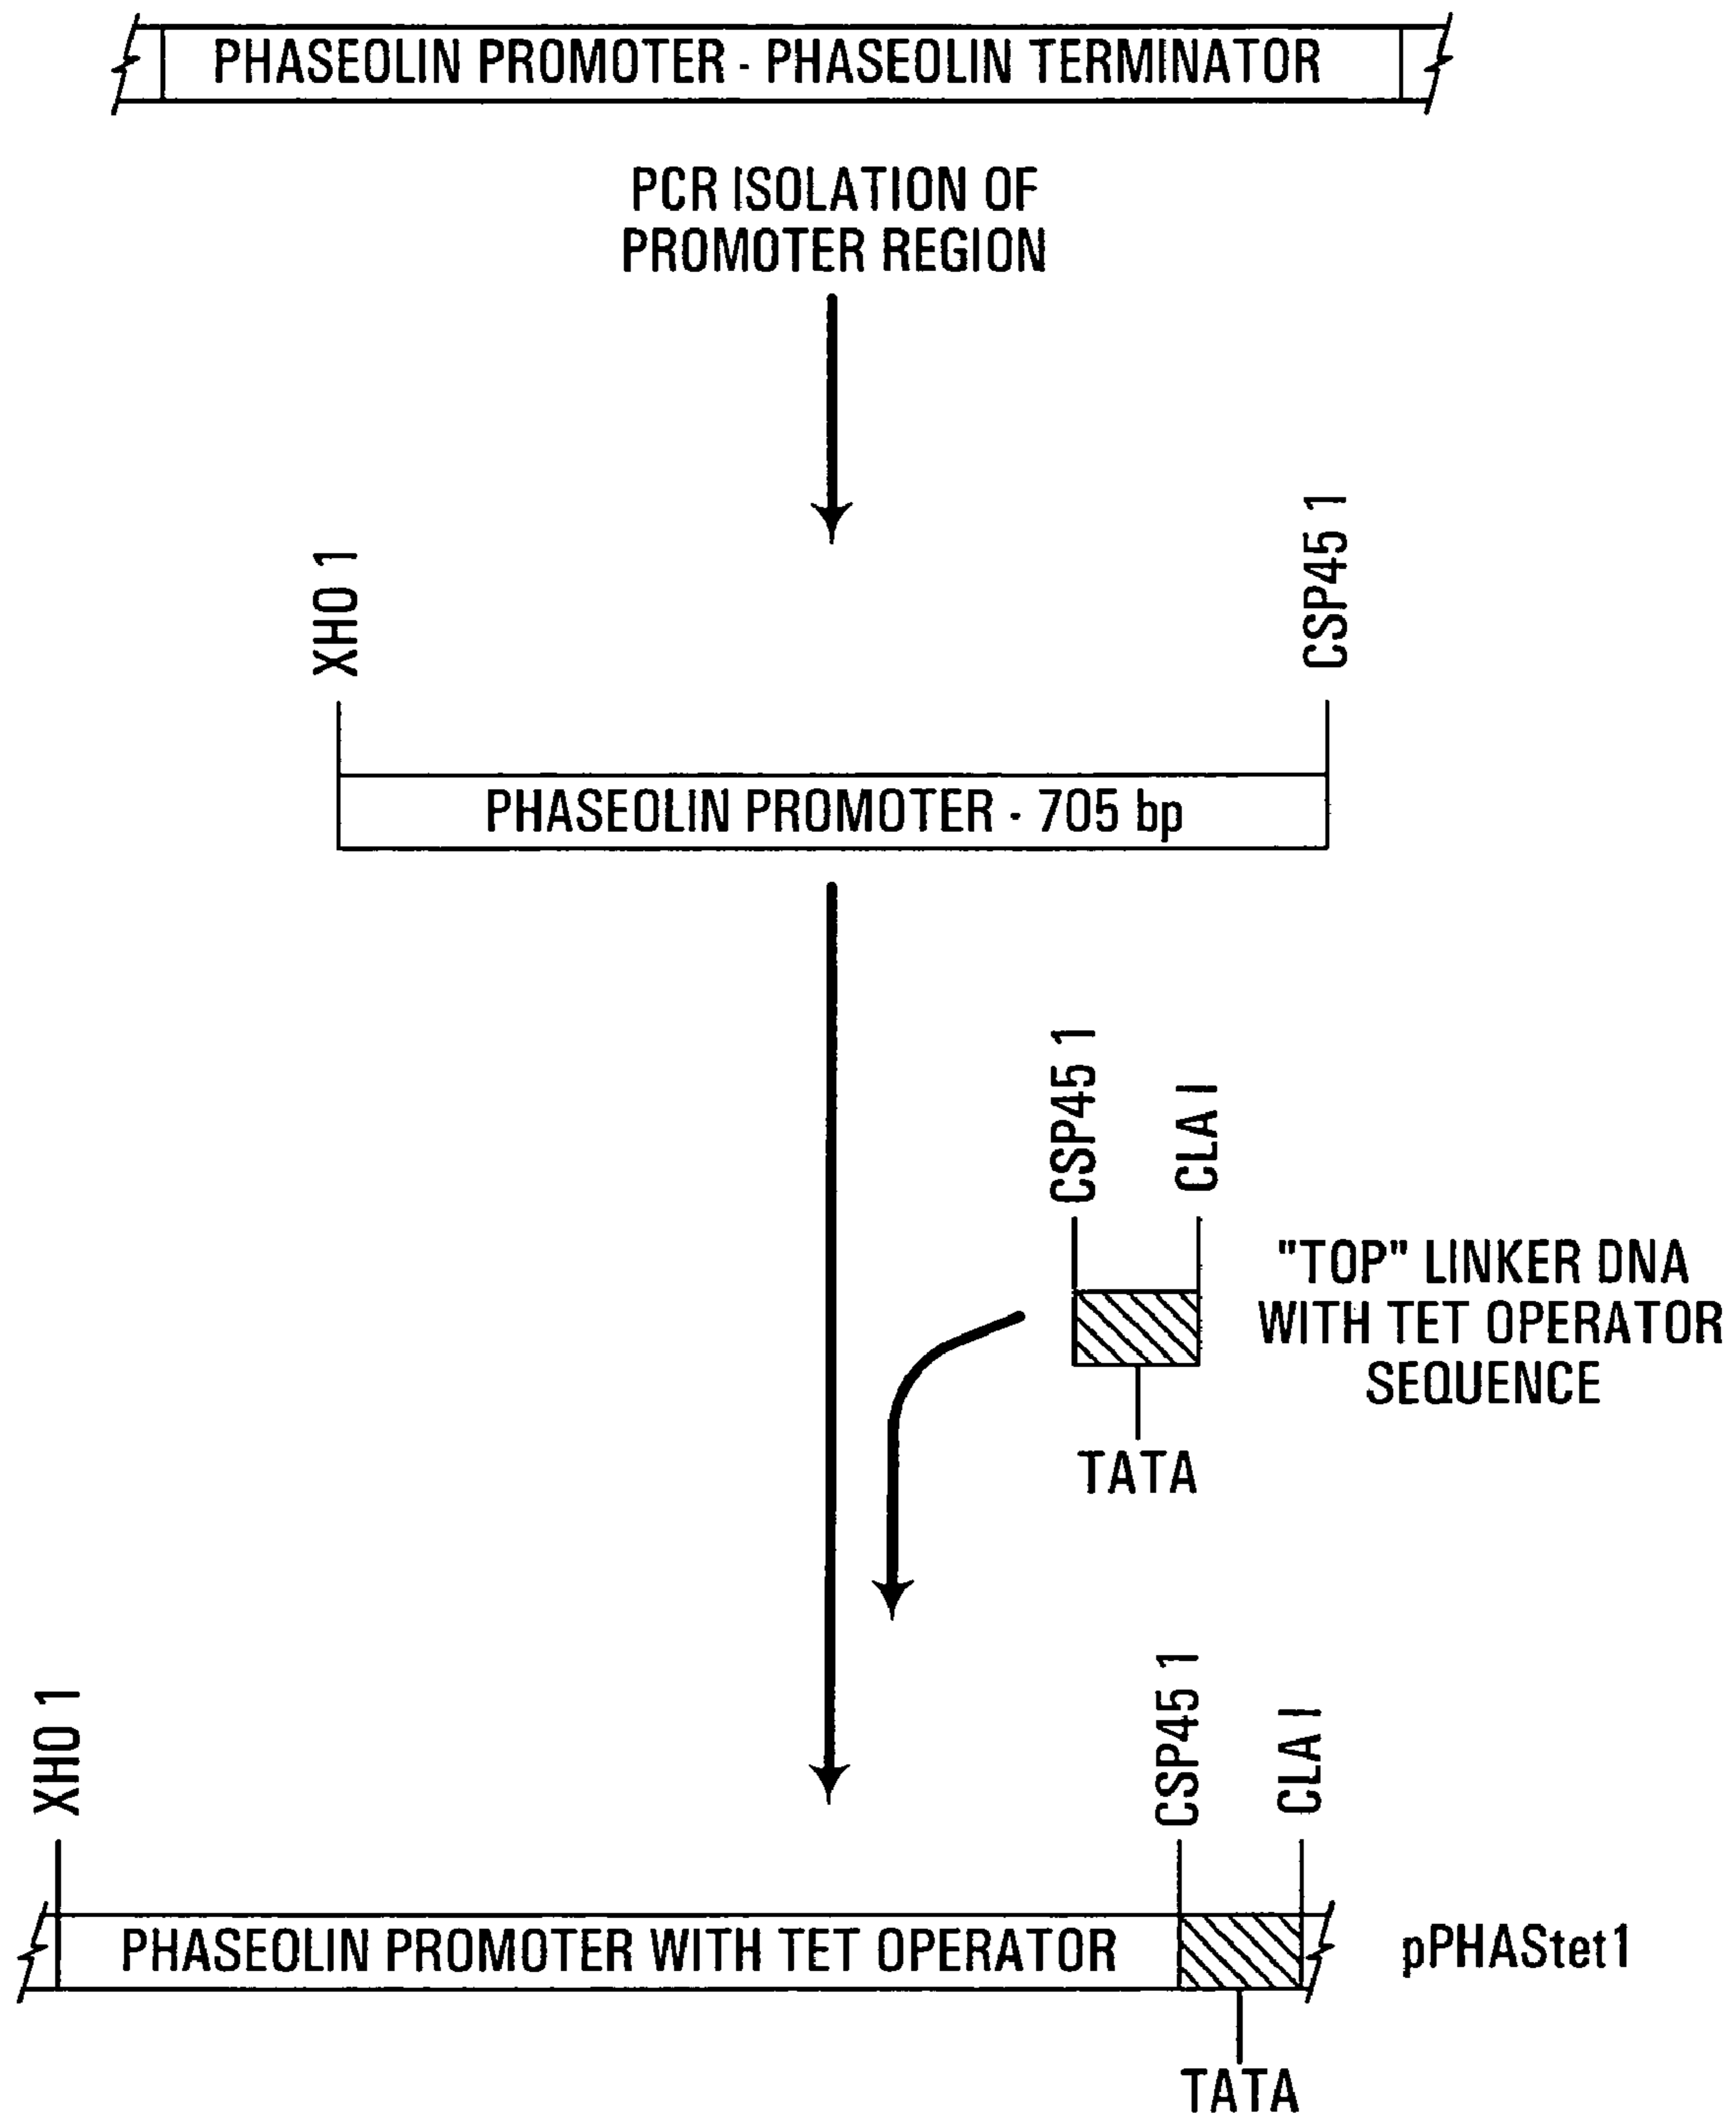 PHASEOLIN PROMOTER - PHASEOLIN TERMINATOR
PCR ISOLATION OF
PROMOTER REGION
XHO 1
CSP45 1
PHASEOLIN PROMOTER - 705 bp
CSP45 1
CLA I
"TOP" LINKER DNA
WITH TET OPERATOR
SEQUENCE
TATA
XHO 1
CSP45 1
CLA I
PHASEOLIN PROMOTER WITH TET OPERATOR
pPHAStet1
TATA